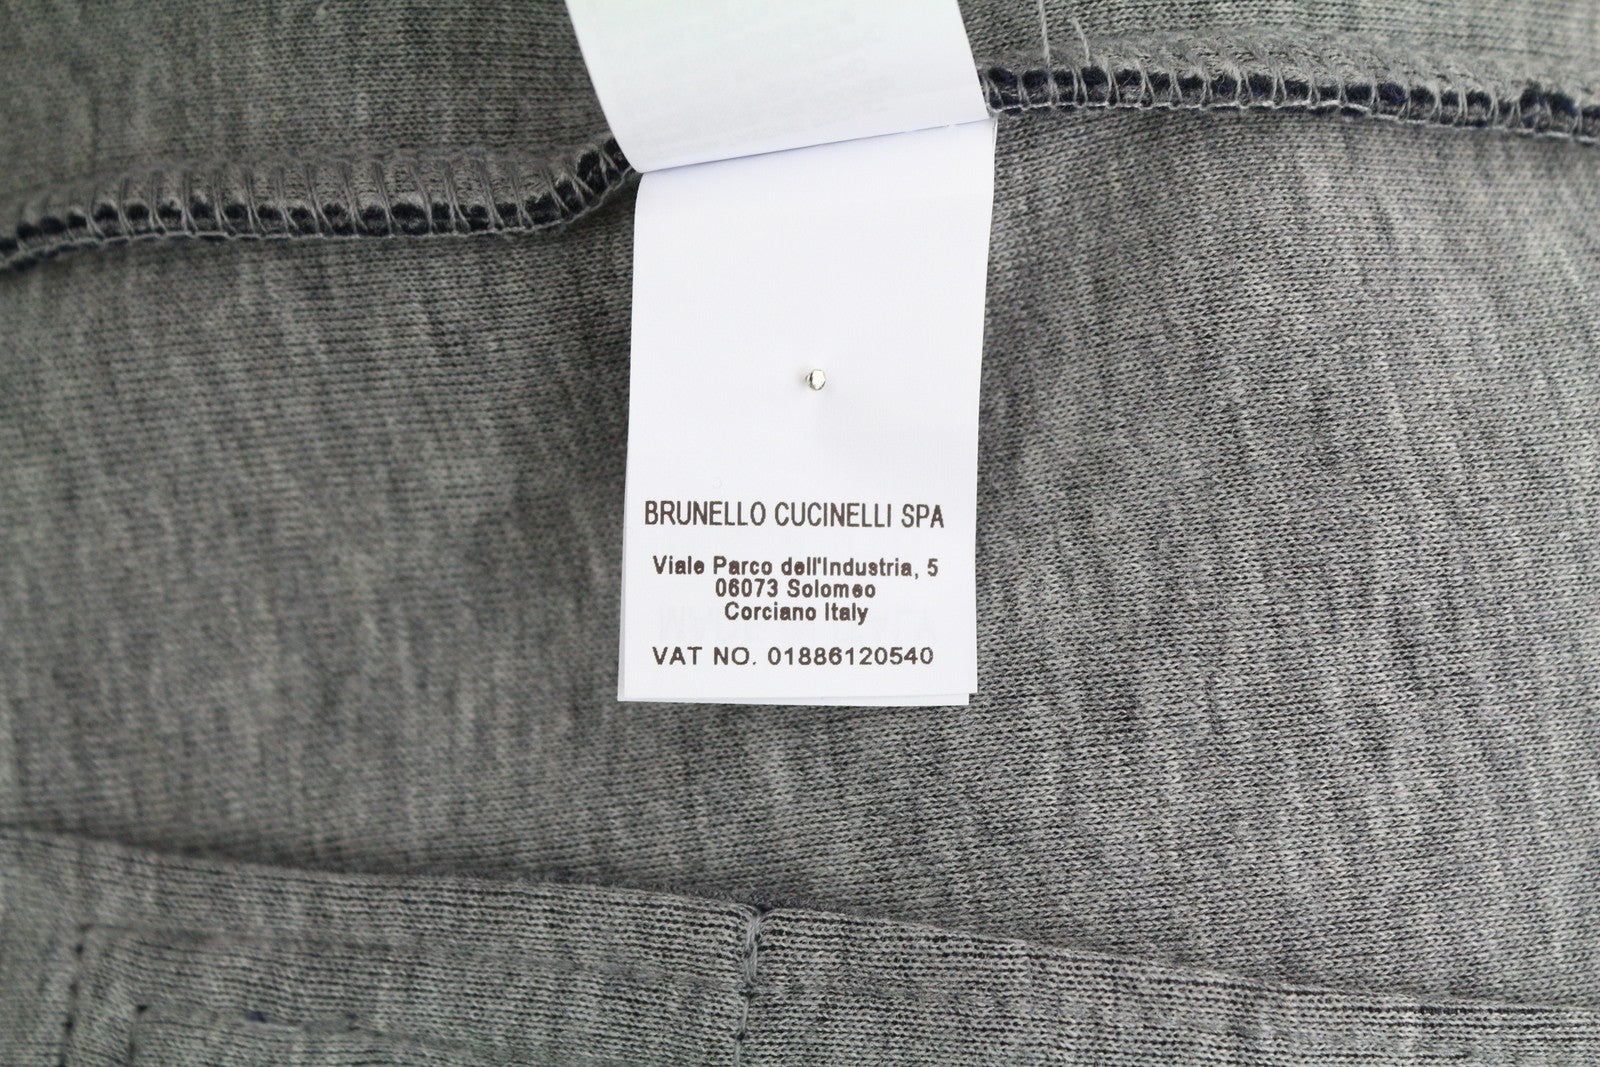 BRUNELLO CUCINELLI SPA
Viale Parco dell'Industria, 5
06073 Solomeo
Corciano Italy
VAT NO. 01886120540